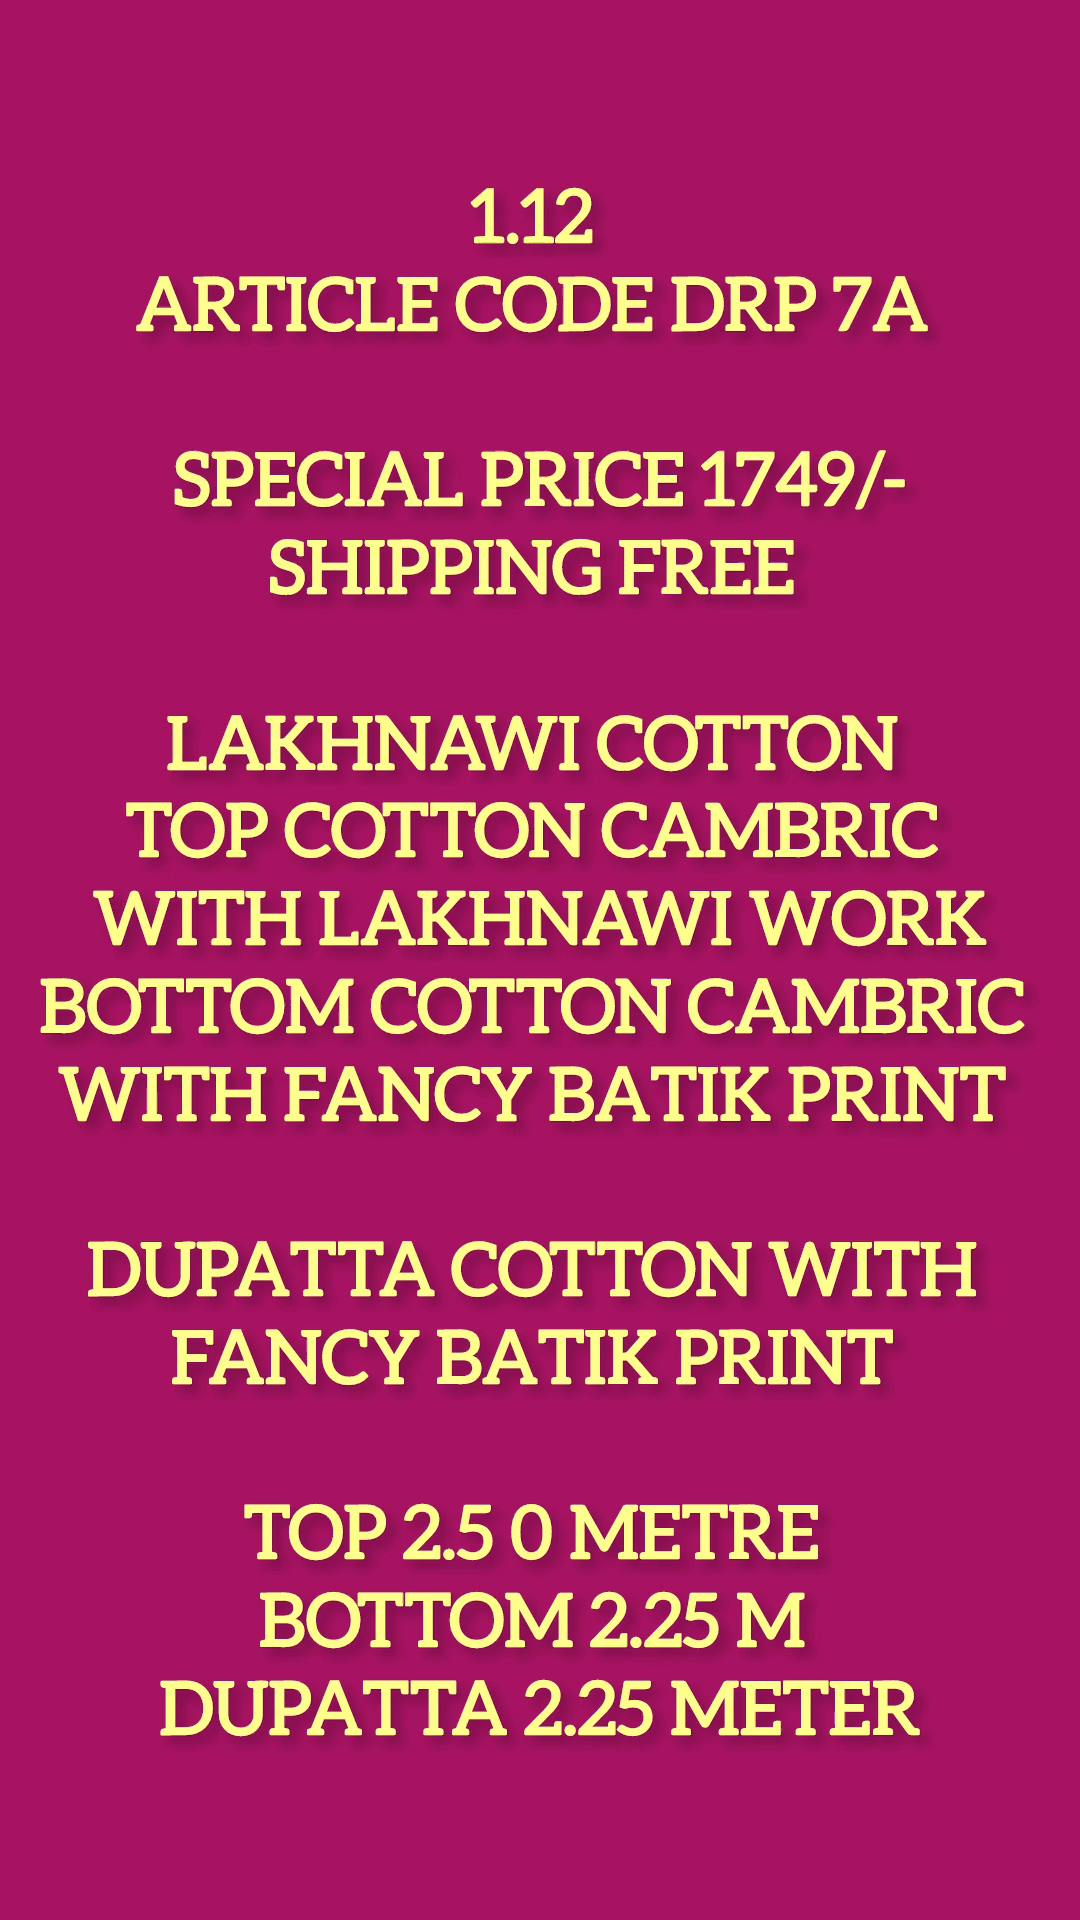 1.12
ARTICLE CODE DRP 7A
SPECIAL PRICE 1749/-
SHIPPING FREE
LAKHNAWI COTTON
TOP COTTON CAMBRIC
WITH LAKHNAWI WORK
BOTTOM COTTON CAMBRIC
WITH FANCY BATIK PRINT
DUPATTA COTTON WITH
FANCY BATIK PRINT
TOP 2.5 0 METRE
BOTTOM 2.25 M
DUPATTA 2.25 METER